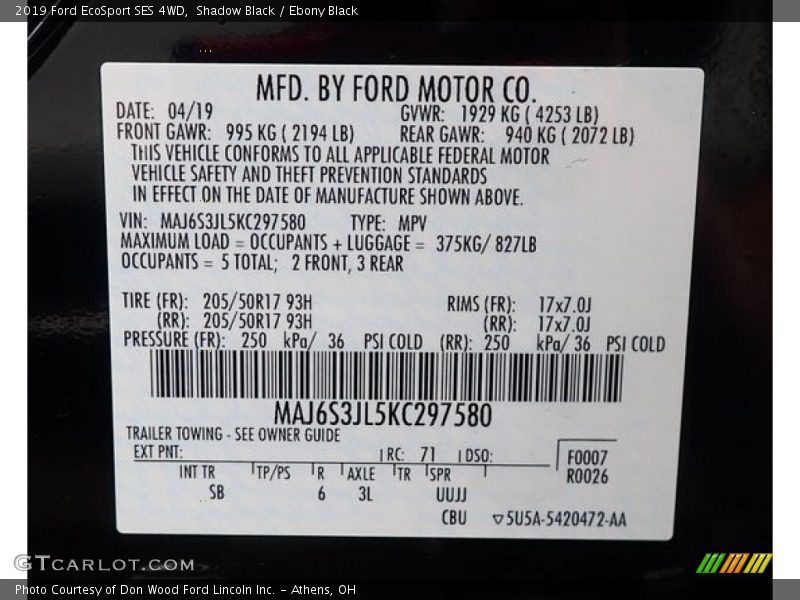 2019 Ford EcoSport SES 4WD, Shadow Black / Ebony Black
MFD. BY FORD MOTOR CO.
DATE: 04/19 GVWR: 1929 KG ( 4253 LB)
FRONT GAWR: 995 KG ( 2194 LB) REAR GAWR: 940 KG ( 2072 LB)
THIS VEHICLE CONFORMS TO ALL APPLICABLE FEDERAL MOTOR
VEHICLE SAFETY AND THEFT PREVENTION STANDARDS
IN EFFECT ON THE DATE OF MANUFACTURE SHOWN ABOVE.
VIN: MAJ6S3JL5KC297580 TYPE: MPV
MAXIMUM LOAD = OCCUPANTS + LUGGAGE = 375KG/ 827LB
OCCUPANTS = 5 TOTAL; 2 FRONT, 3 REAR
TIRE (FR): 205/50R17 93H RIMS (FR): 17x7.0J
(RR): 205/50R17 93H (RR): 17x7.0J
PRESSURE (FR): 250 kPa/ 36 PSI COLD (RR): 250 kPa/ 36 PSI COLD
MAJ6S3JL5KC297580
TRAILER TOWING - SEE OWNER GUIDE
EXT PNT: RC: 71 DSO: F0007
INT TR TP/PS R AXLE TR SPR R0026
SB 6 3L UUJJ
CBU ▽5U5A-5420472-AA
GTCARLOT.COM
Photo Courtesy of Don Wood Ford Lincoln Inc. - Athens, OH